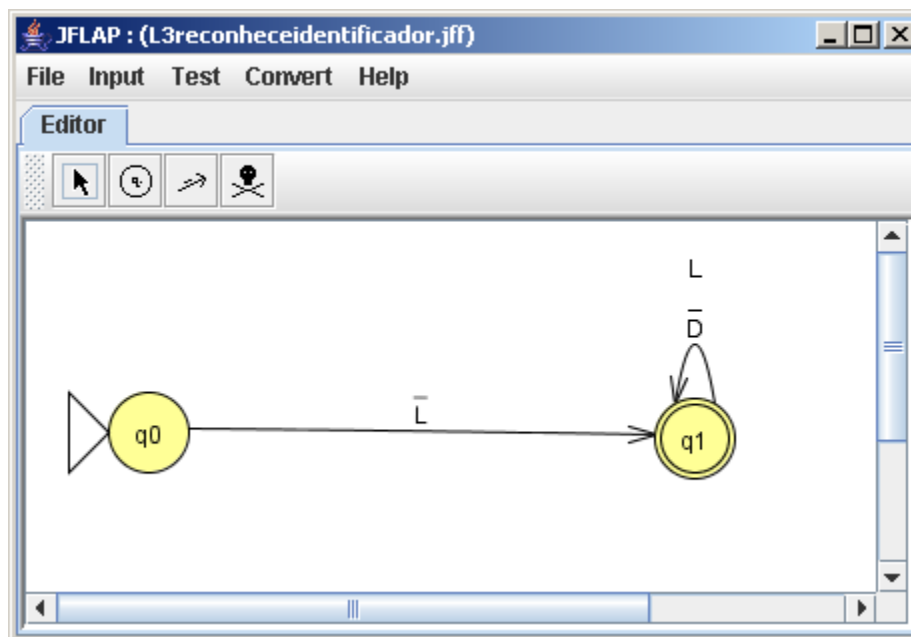 JFLAP : (L3reconheceidentificador.jff)
File Input Test Convert Help
Editor
q
L
_
D
_
L
q0
q1